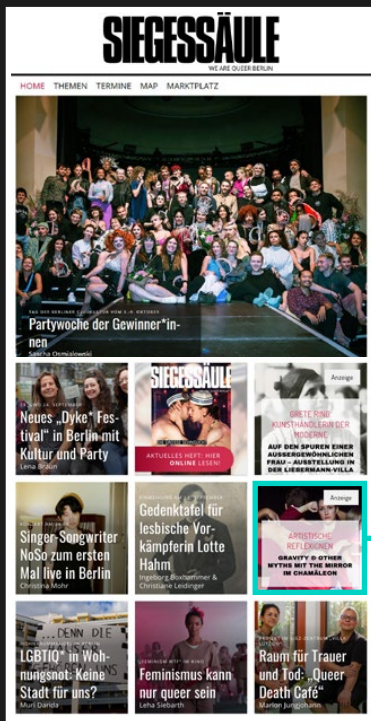 SIEGESSÄULE
WE ARE QUEER BERLIN
HOME THEMEN TERMINE MAP MARKTPLATZ
Partywoche der Gewinner*in-
nen
Sascha Osmialowski
Neues „Dyke* Fes-
tival“ in Berlin mit
Kultur und Party
Lena Braun
SIEGESSÄULE
AKTUELLES HEFT: HIER
ONLINE LESEN!
Anzeige
GRETE RING
KUNSTHÄNDLERIN DER
MODERNE
AUF DEN SPUREN EINER
AUSSERGEWÖHNLICHEN
FRAU – AUSSTELLUNG IN
DER LIEBERMANN-VILLA
Singer-Songwriter
NoSo zum ersten
Mal live in Berlin
Christina Mohr
Gedenktafel für
lesbische Vor-
kämpferin Lotte
Hahm
Ingeborg Boxhammer &
Christiane Leidinger
Anzeige
ARTISTISCHE
REFLEXIONEN
GRAVITY & OTHER
MYTHS MIT THE MIRROR
IM CHAMÄLEON
DENN DIE
LGBTIQ* in Woh-
nungsnot: Keine
Stadt für uns?
Muri Darida
Feminismus kann
nur queer sein
Leha Siebarth
Raum für Trauer
und Tod: „Queer
Death Café“
Marlon Jungjohann